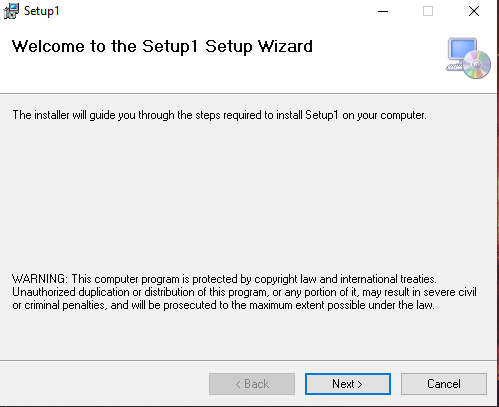 Setup1
Welcome to the Setup1 Setup Wizard
The installer will guide you through the steps required to install Setup1 on your computer.
WARNING: This computer program is protected by copyright law and international treaties.
Unauthorized duplication or distribution of this program, or any portion of it, may result in severe civil
or criminal penalties, and will be prosecuted to the maximum extent possible under the law.
< Back
Next >
Cancel